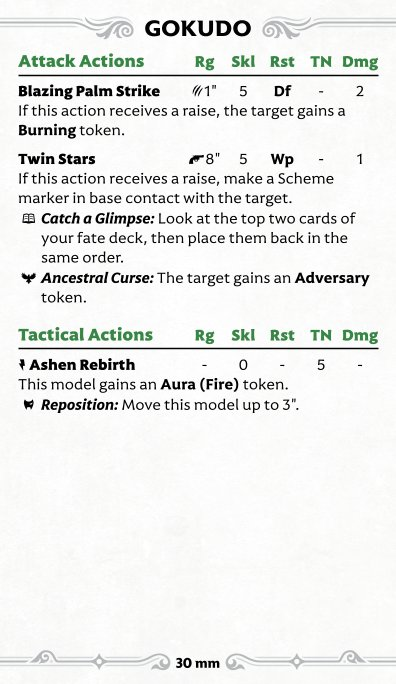 GOKUDO
Attack Actions Rg Skl Rst TN Dmg
Blazing Palm Strike 1" 5 Df - 2
If this action receives a raise, the target gains a
Burning token.
Twin Stars 8" 5 Wp - 1
If this action receives a raise, make a Scheme
marker in base contact with the target.
Catch a Glimpse: Look at the top two cards of
your fate deck, then place them back in the
same order.
Ancestral Curse: The target gains an Adversary
token.
Tactical Actions Rg Skl Rst TN Dmg
Ashen Rebirth - 0 - 5 -
This model gains an Aura (Fire) token.
Reposition: Move this model up to 3".
30 mm